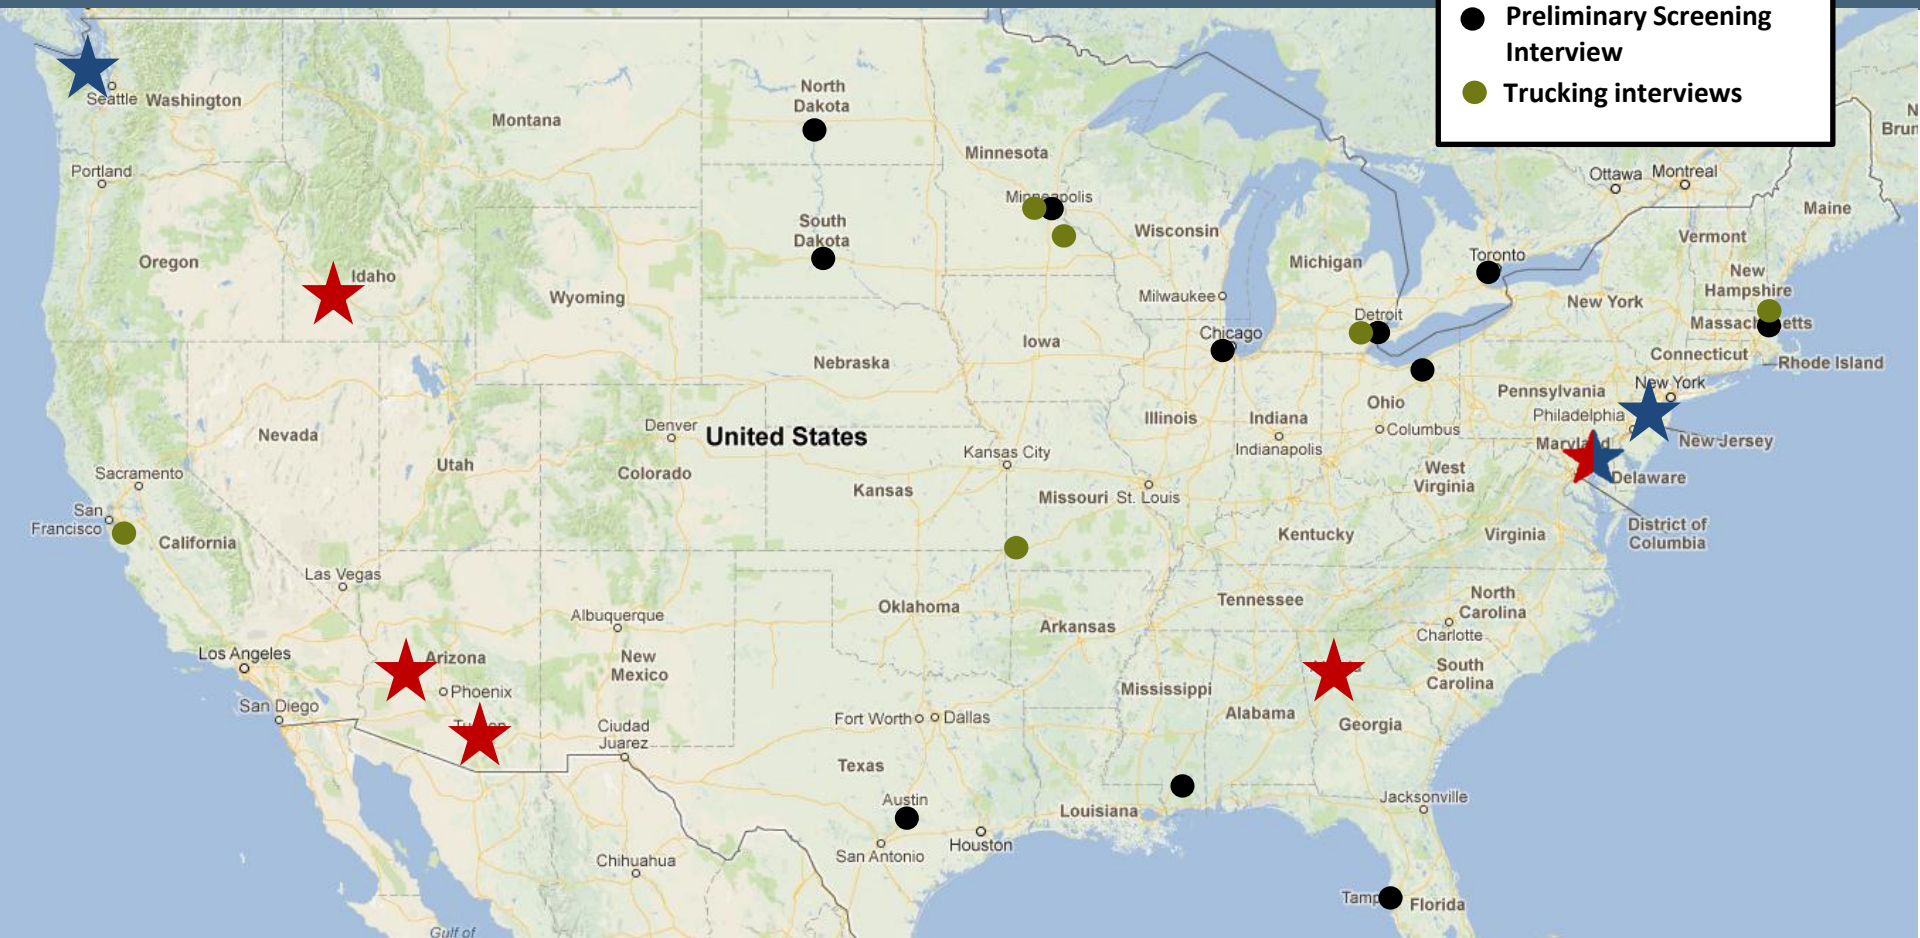 Preliminary Screening
Interview
Trucking interviews
Seattle
Washington
Montana
North
Dakota
Minnesota
Portland
Ottawa
Montreal
Maine
South
Dakota
Wisconsin
Michigan
Toronto
Vermont
New
Hampshire
Oregon
Idaho
Wyoming
Milwaukee
New York
Detroit
Chicago
Iowa
Connecticut
Rhode Island
Nebraska
Pennsylvania
New York
Ohio
Philadelphia
Illinois
Indiana
Columbus
New Jersey
Nevada
Denver
United States
Indianapolis
Kansas City
Utah
Colorado
Sacramento
West
Virginia
Delaware
Kansas
Missouri
St. Louis
San
Francisco
California
Kentucky
Virginia
District of
Columbia
Las Vegas
Albuquerque
Oklahoma
Tennessee
North
Carolina
Charlotte
Arkansas
Los Angeles
Arizona
New
Mexico
South
Carolina
Phoenix
Mississippi
San Diego
Alabama
Georgia
Fort Worth
Dallas
Ciudad
Juarez
Texas
Austin
Louisiana
Jacksonville
San Antonio
Houston
Chihuahua
Florida
Gulf of